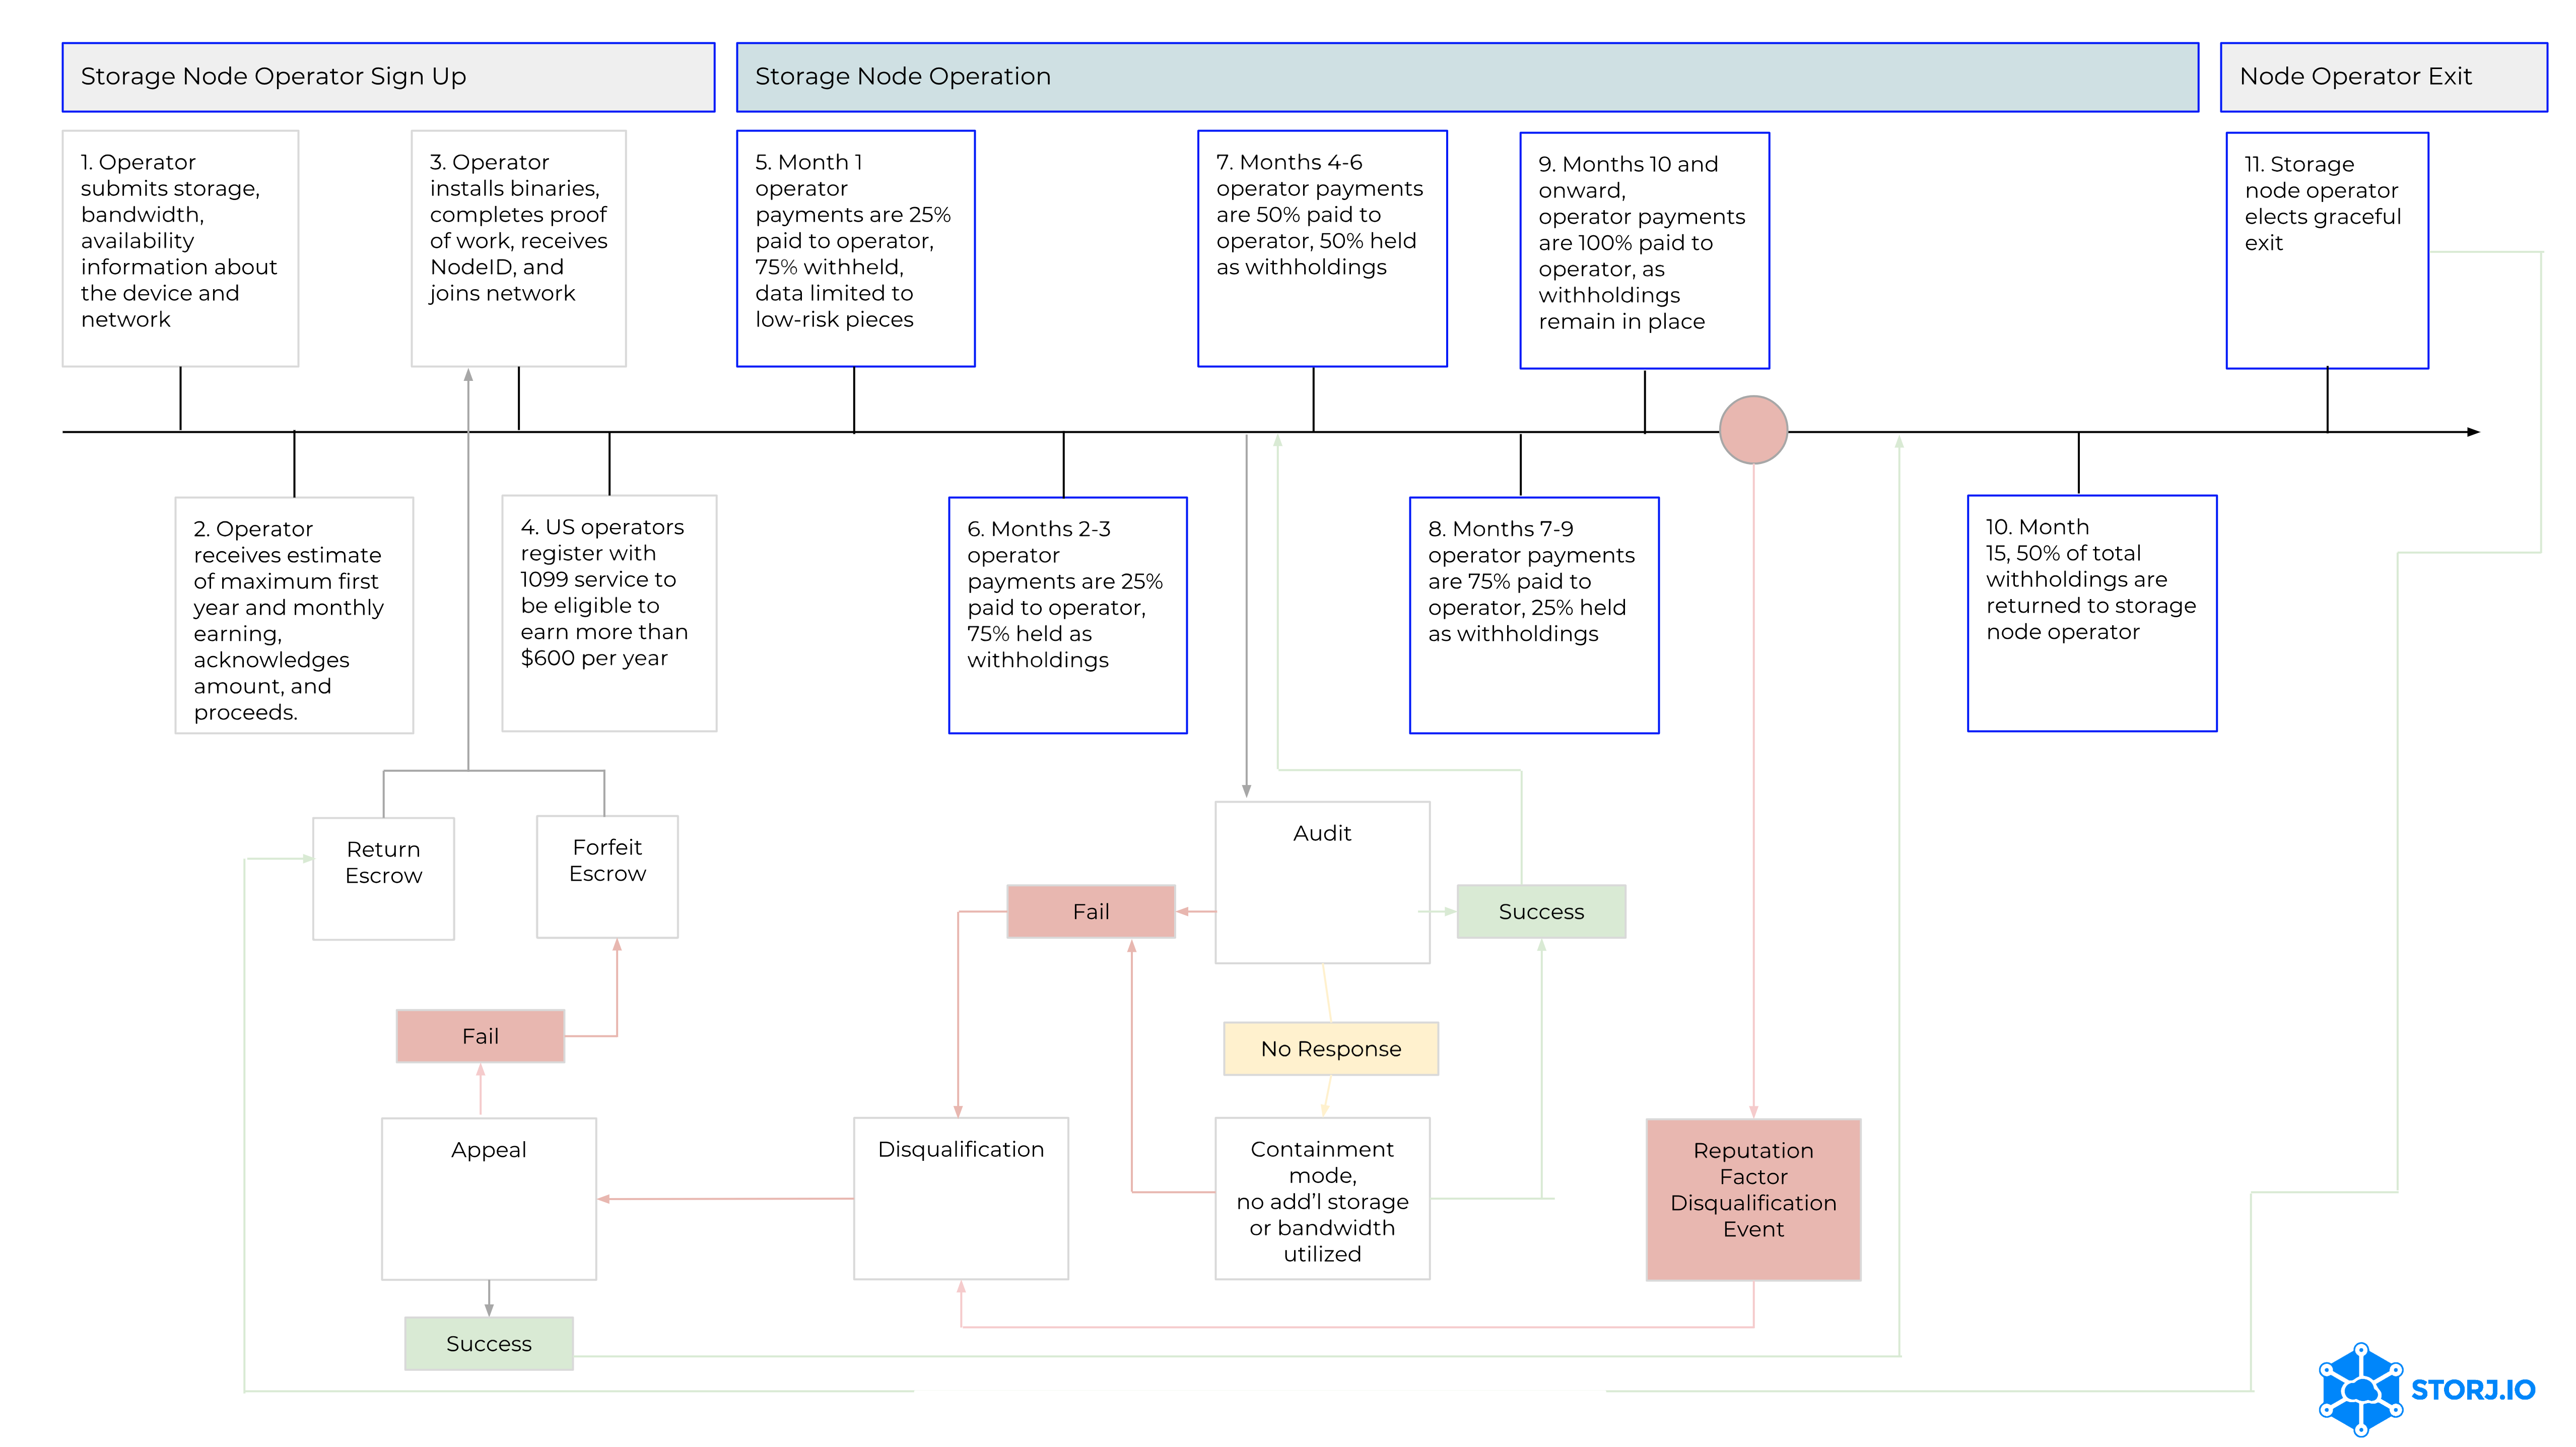 Storage Node Operator Sign Up
Storage Node Operation
Node Operator Exit
1. Operator
submits storage,
bandwidth,
availability
information about
the device and
network
3. Operator
installs binaries,
completes proof
of work, receives
NodeID, and
joins network
5. Month 1
operator
payments are 25%
paid to operator,
75% withheld,
data limited to
low-risk pieces
7. Months 4-6
operator payments
are 50% paid to
operator, 50% held
as withholdings
9. Months 10 and
onward,
operator payments
are 100% paid to
operator, as
withholdings
remain in place
11. Storage
node operator
elects graceful
exit
2. Operator
receives estimate
of maximum first
year and monthly
earning,
acknowledges
amount, and
proceeds.
4. US operators
register with
1099 service to
be eligible to
earn more than
$600 per year
6. Months 2-3
operator
payments are 25%
paid to operator,
75% held as
withholdings
8. Months 7-9
operator payments
are 75% paid to
operator, 25% held
as withholdings
10. Month
15, 50% of total
withholdings are
returned to storage
node operator
Return
Escrow
Forfeit
Escrow
Audit
Fail
Success
Fail
No Response
Appeal
Disqualification
Containment
mode,
no add’l storage
or bandwidth
utilized
Reputation
Factor
Disqualification
Event
Success
STORJ.IO